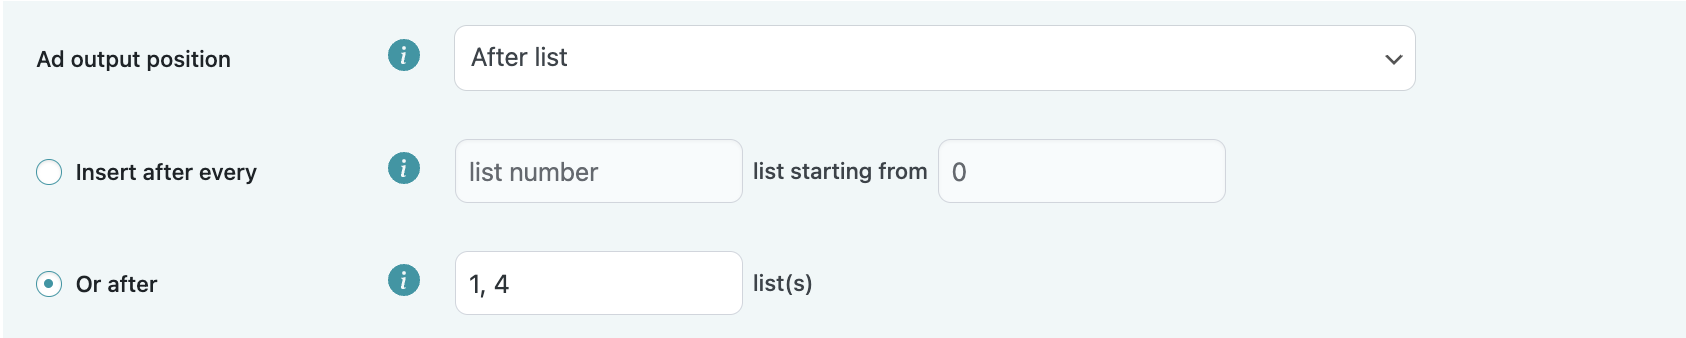 Ad output position i After list
Insert after every i list number list starting from 0
Or after i 1, 4 list(s)